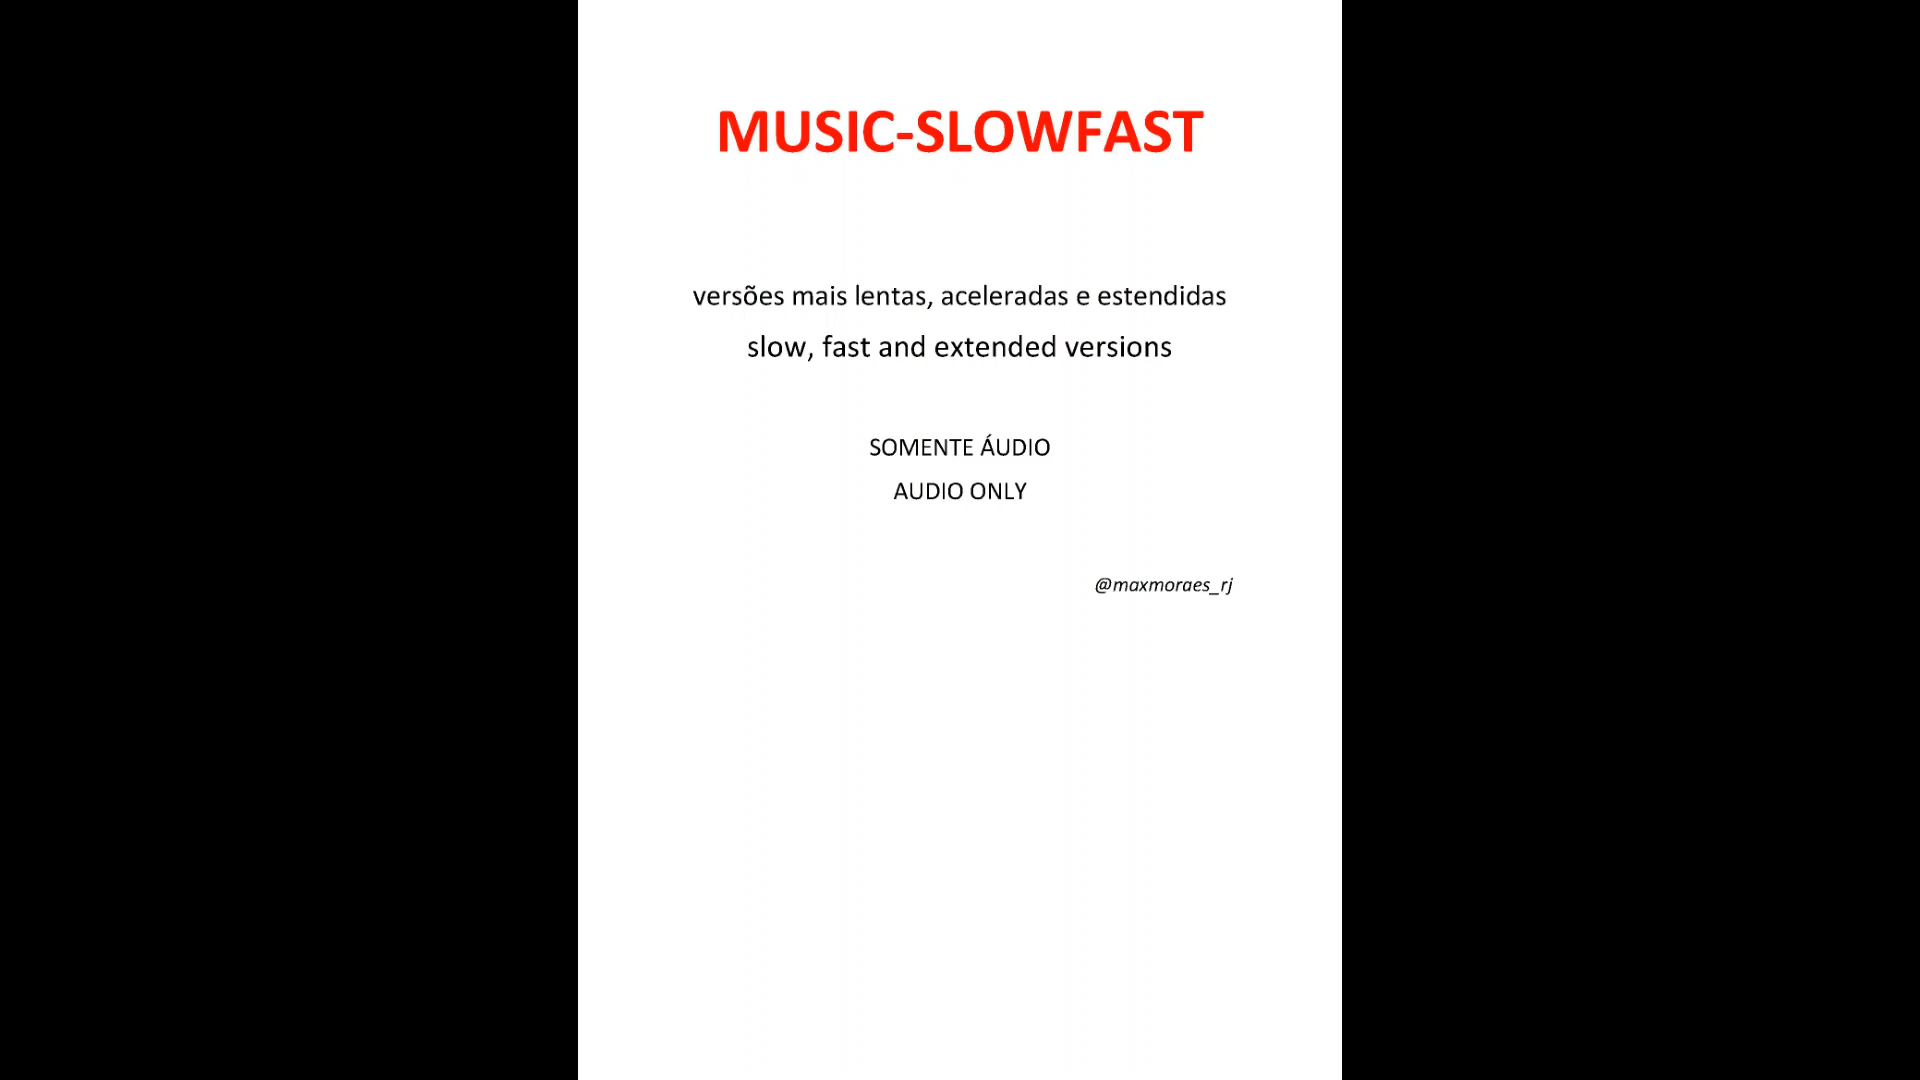 MUSIC-SLOWFAST
versões mais lentas, aceleradas e estendidas
slow, fast and extended versions
SOMENTE ÁUDIO
AUDIO ONLY
@maxmoraes_rj